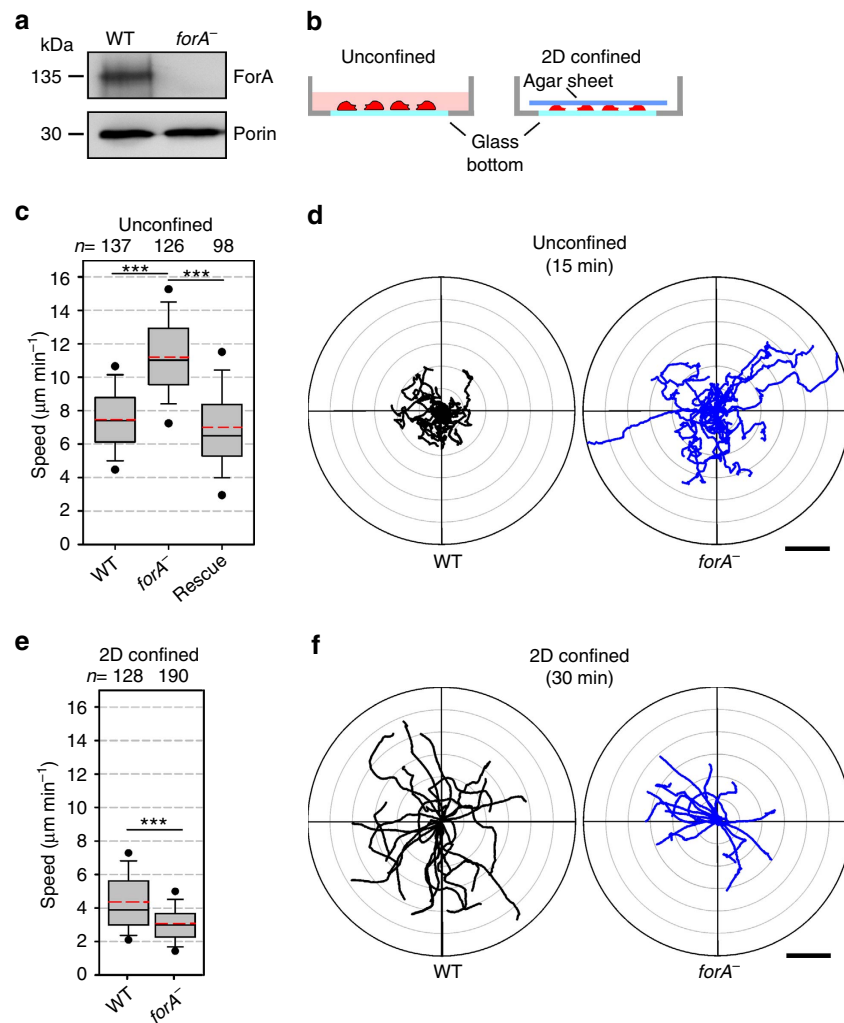 a
WT forA–
kDa
135
ForA
30
Porin
b
Unconfined
2D confined
Agar sheet
Glass
bottom
c
Unconfined
n= 137 126 98
*** ***
16
14
12
10
8
6
4
2
0
Speed (μm min–1)
WT
forA–
Rescue
d
Unconfined
(15 min)
WT
forA–
e
2D confined
n= 128 190
***
16
14
12
10
8
6
4
2
0
Speed (μm min–1)
WT
forA–
f
2D confined
(30 min)
WT
forA–